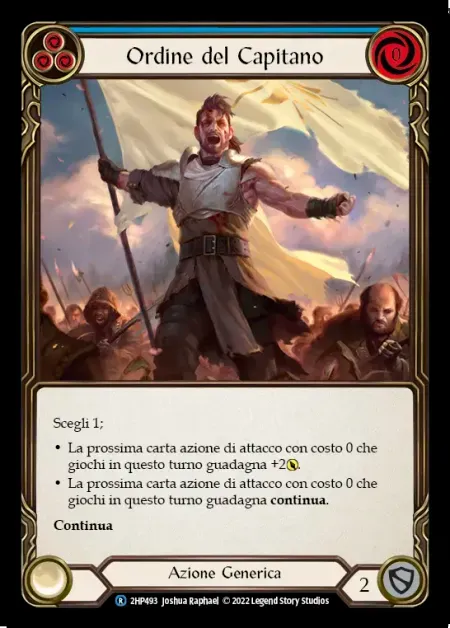 Ordine del Capitano
0
Scegli 1;
• La prossima carta azione di attacco con costo 0 che
giochi in questo turno guadagna +2.
• La prossima carta azione di attacco con costo 0 che
giochi in questo turno guadagna continua.
Continua
Azione Generica
2
R 2HP493 Joshua Raphael © 2022 Legend Story Studios